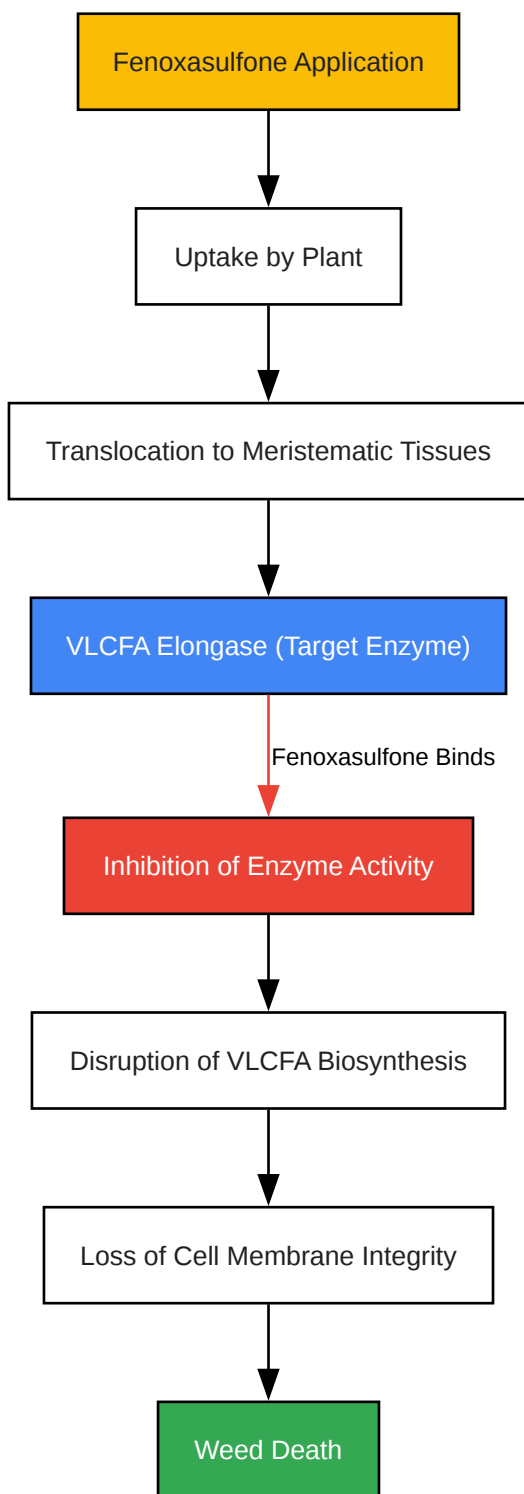 Fenoxasulfone Application
Uptake by Plant
Translocation to Meristematic Tissues
VLCFA Elongase (Target Enzyme)
Fenoxasulfone Binds
Inhibition of Enzyme Activity
Disruption of VLCFA Biosynthesis
Loss of Cell Membrane Integrity
Weed Death